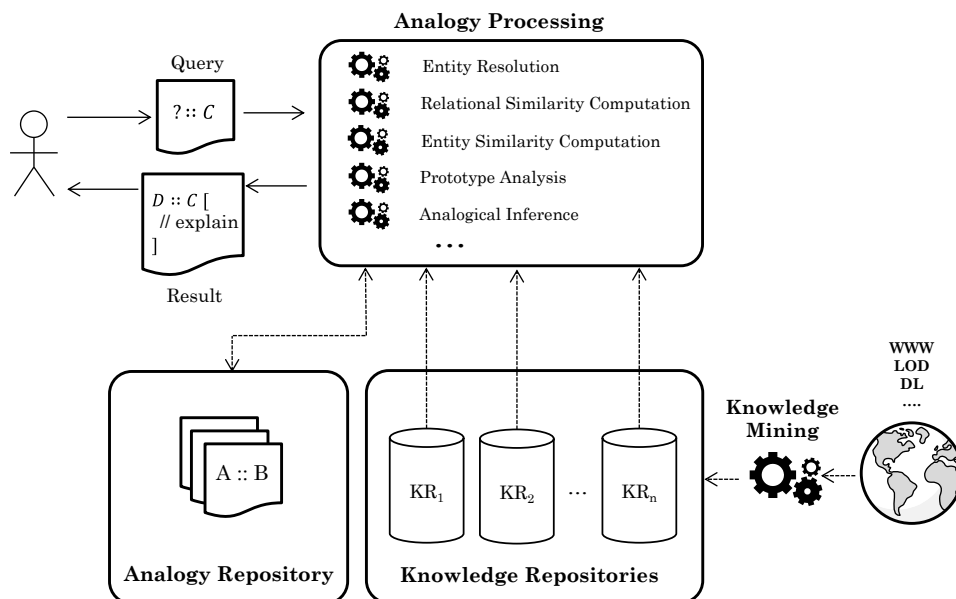 Analogy Processing
Query
? :: C
Entity Resolution
Relational Similarity Computation
Entity Similarity Computation
Prototype Analysis
Analogical Inference
...
D :: C [
// explain
]
Result
WWW
LOD
DL
....
Knowledge
Mining
A :: B
KR1
KR2
...
KRn
Analogy Repository
Knowledge Repositories